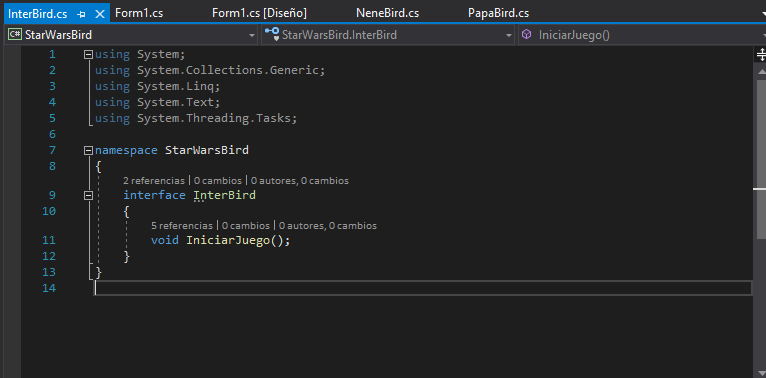 InterBird.cs Form1.cs Form1.cs [Diseño] NeneBird.cs PapaBird.cs
C# StarWarsBird StarWarsBird.InterBird IniciarJuego()
1 using System;
2 using System.Collections.Generic;
3 using System.Linq;
4 using System.Text;
5 using System.Threading.Tasks;
6
7 namespace StarWarsBird
8 {
2 referencias | 0 cambios | 0 autores, 0 cambios
9 interface InterBird
10 {
5 referencias | 0 cambios | 0 autores, 0 cambios
11 void IniciarJuego();
12 }
13 }
14